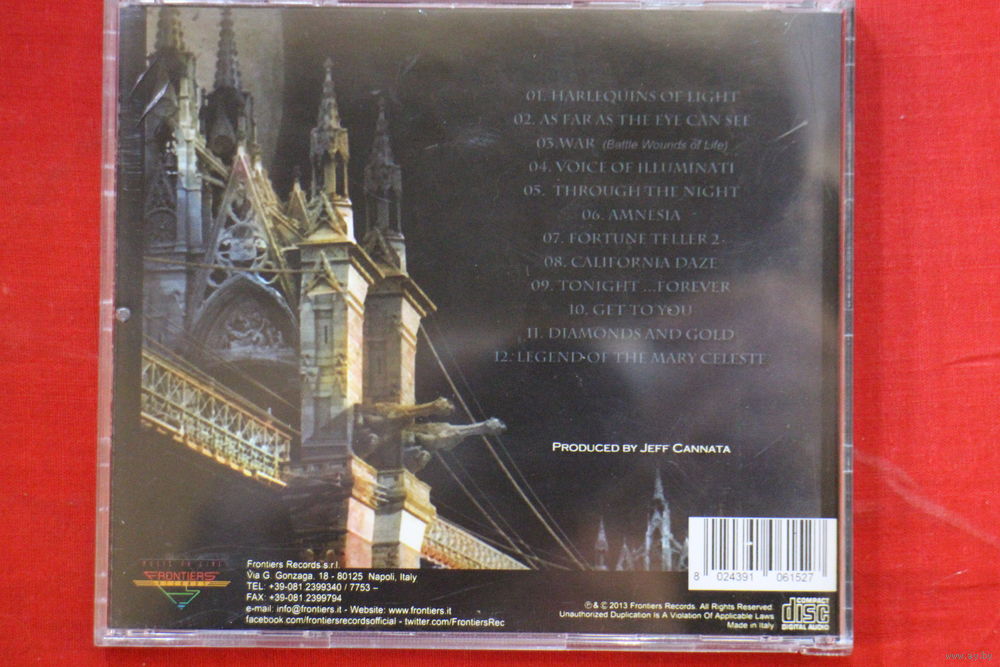 01. HARLEQUINS OF LIGHT
02. AS FAR AS THE EYE CAN SEE
03.WAR (Battle Wounds of Life)
04. VOICE OF ILLUMINATI
05. THROUGH THE NIGHT
06. AMNESIA
07. FORTUNE TELLER 2
08. CALIFORNIA DAZE
09. TONIGHT ...FOREVER
10. GET TO YOU
11. DIAMONDS AND GOLD
12. LEGEND OF THE MARY CELESTE
PRODUCED BY JEFF CANNATA
FRONTIERS
RECORDS
Frontiers Records s.r.l.
Via G. Gonzaga, 18 - 80125 Napoli, Italy
TEL: +39-081 2399340 / 7753 –
FAX: +39-081 2399794
e-mail: info@frontiers.it - Website: www.frontiers.it
facebook.com/frontiersrecordsofficial - twitter.com/FrontiersRec
8 024391 061527
℗ & © 2013 Frontiers Records. All Rights Reserved.
Unauthorized Duplication Is A Violation Of Applicable Laws
Made in Italy
COMPACT
disc
DIGITAL AUDIO
www.ay.by